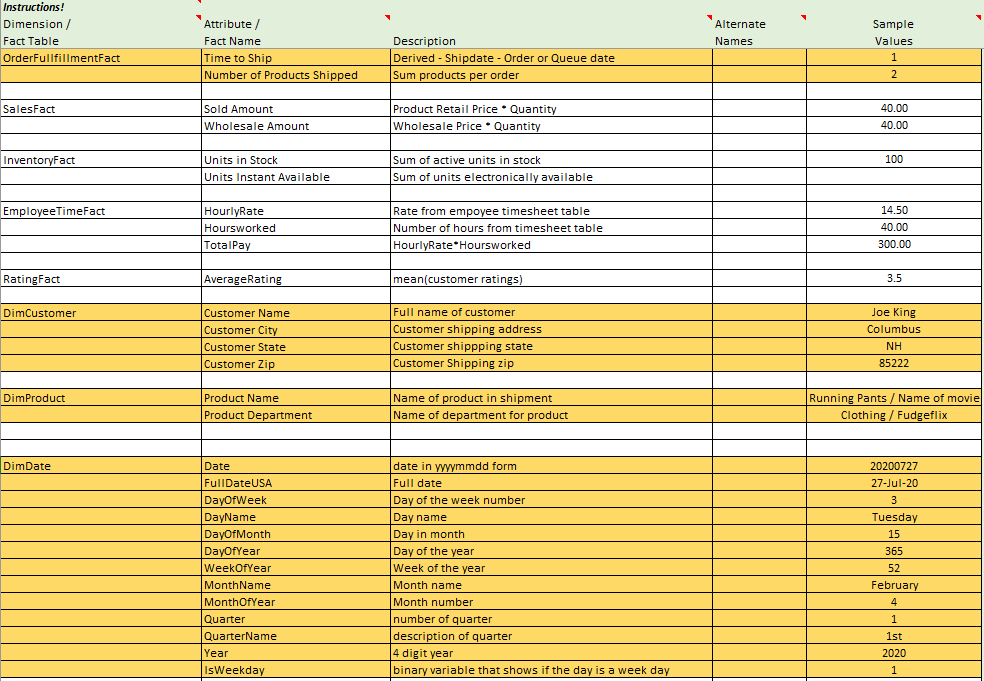 Instructions!
Dimension / Attribute / Alternate Sample
Fact Table Fact Name Description Names Values
OrderFullfillmentFact Time to Ship Derived - Shipdate - Order or Queue date 1
Number of Products Shipped Sum products per order 2
SalesFact Sold Amount Product Retail Price * Quantity 40.00
Wholesale Amount Wholesale Price * Quantity 40.00
InventoryFact Units in Stock Sum of active units in stock 100
Units Instant Available Sum of units electronically available
EmployeeTimeFact HourlyRate Rate from empoyee timesheet table 14.50
Hoursworked Number of hours from timesheet table 40.00
TotalPay HourlyRate*Hoursworked 300.00
RatingFact AverageRating mean(customer ratings) 3.5
DimCustomer Customer Name Full name of customer Joe King
Customer City Customer shipping address Columbus
Customer State Customer shippping state NH
Customer Zip Customer Shipping zip 85222
DimProduct Product Name Name of product in shipment Running Pants / Name of movie
Product Department Name of department for product Clothing / Fudgeflix
DimDate Date date in yyyymmdd form 20200727
FullDateUSA Full date 27-Jul-20
DayOfWeek Day of the week number 3
DayName Day name Tuesday
DayOfMonth Day in month 15
DayOfYear Day of the year 365
WeekOfYear Week of the year 52
MonthName Month name February
MonthOfYear Month number 4
Quarter number of quarter 1
QuarterName description of quarter 1st
Year 4 digit year 2020
IsWeekday binary variable that shows if the day is a week day 1